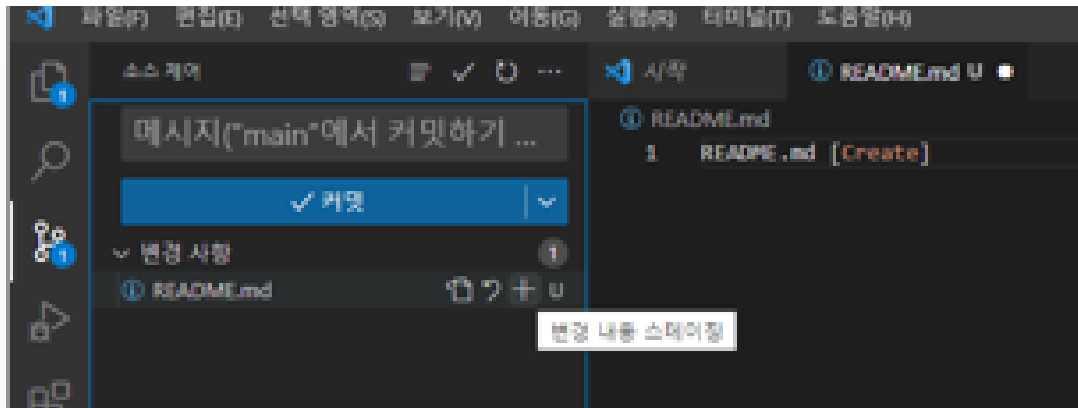 파일(F) 편집(E) 선택 영역(S) 보기(V) 이동(G) 실행(R) 터미널(T) 도움말(H)
소스 제어
메시지("main"에서 커밋하기 ...
커밋
변경 사항 1
README.md U
변경 내용 스테이징
시작 README.md U
README.md
1 README.md [Create]
1
1